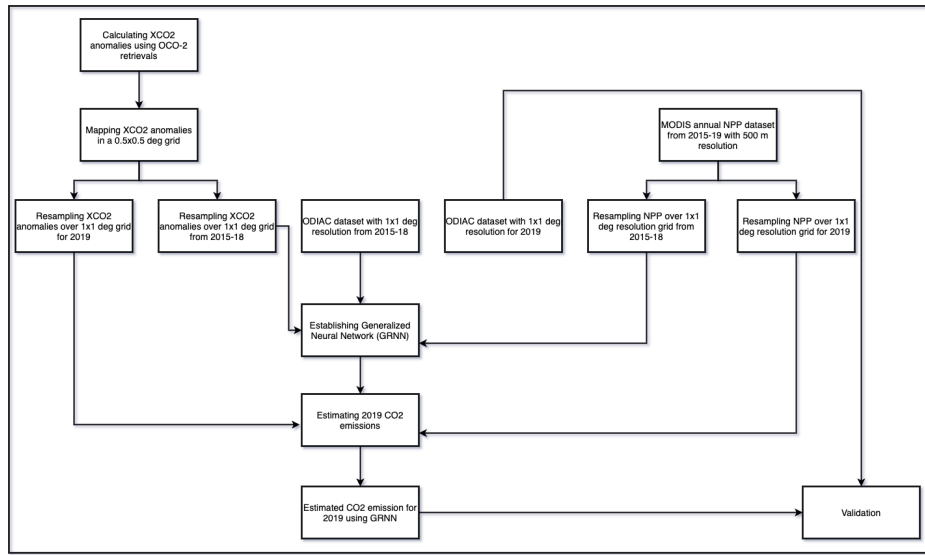 Calculating XCO2
anomalies using OCO-2
retrievals
Mapping XCO2 anomalies
in a 0.5x0.5 deg grid
MODIS annual NPP dataset
from 2015-19 with 500 m
resolution
Resampling XCO2
anomalies over 1x1 deg grid
for 2019
Resampling XCO2
anomalies over 1x1 deg grid
from 2015-18
ODIAC dataset with 1x1 deg
resolution from 2015-18
ODIAC dataset with 1x1 deg
resolution for 2019
Resampling NPP over 1x1
deg resolution grid from
2015-18
Resampling NPP over 1x1
deg resolution grid for 2019
Establishing Generalized
Neural Network (GRNN)
Estimating 2019 CO2
emissions
Estimated CO2 emission for
2019 using GRNN
Validation